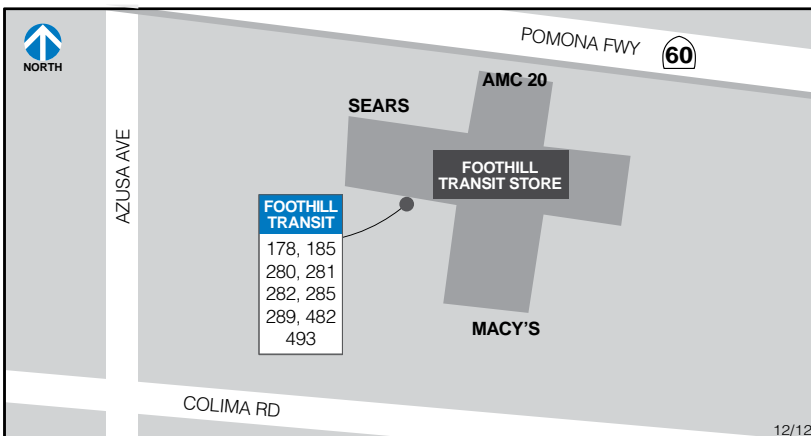 POMONA FWY 60
NORTH
AMC 20
SEARS
AZUSA AVE
FOOTHILL
TRANSIT STORE
FOOTHILL
TRANSIT
178, 185
280, 281
282, 285
289, 482
493
MACY'S
COLIMA RD
12/12